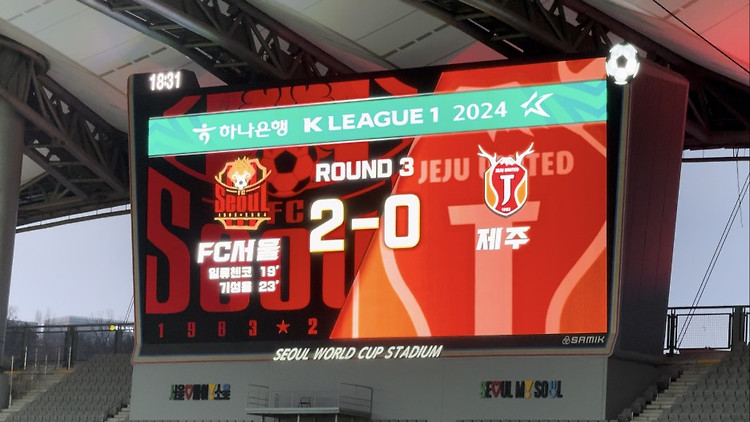 18:31
하나은행 K LEAGUE 1 2024
ROUND 3
JEJU UNITED
2-0
FC Seoul
FC서울
제주
일류첸코 19'
기성용 23'
Seoul
1 9 8 3 ★ 2
SAMIK
SEOUL WORLD CUP STADIUM
SEOUL MY SOUL